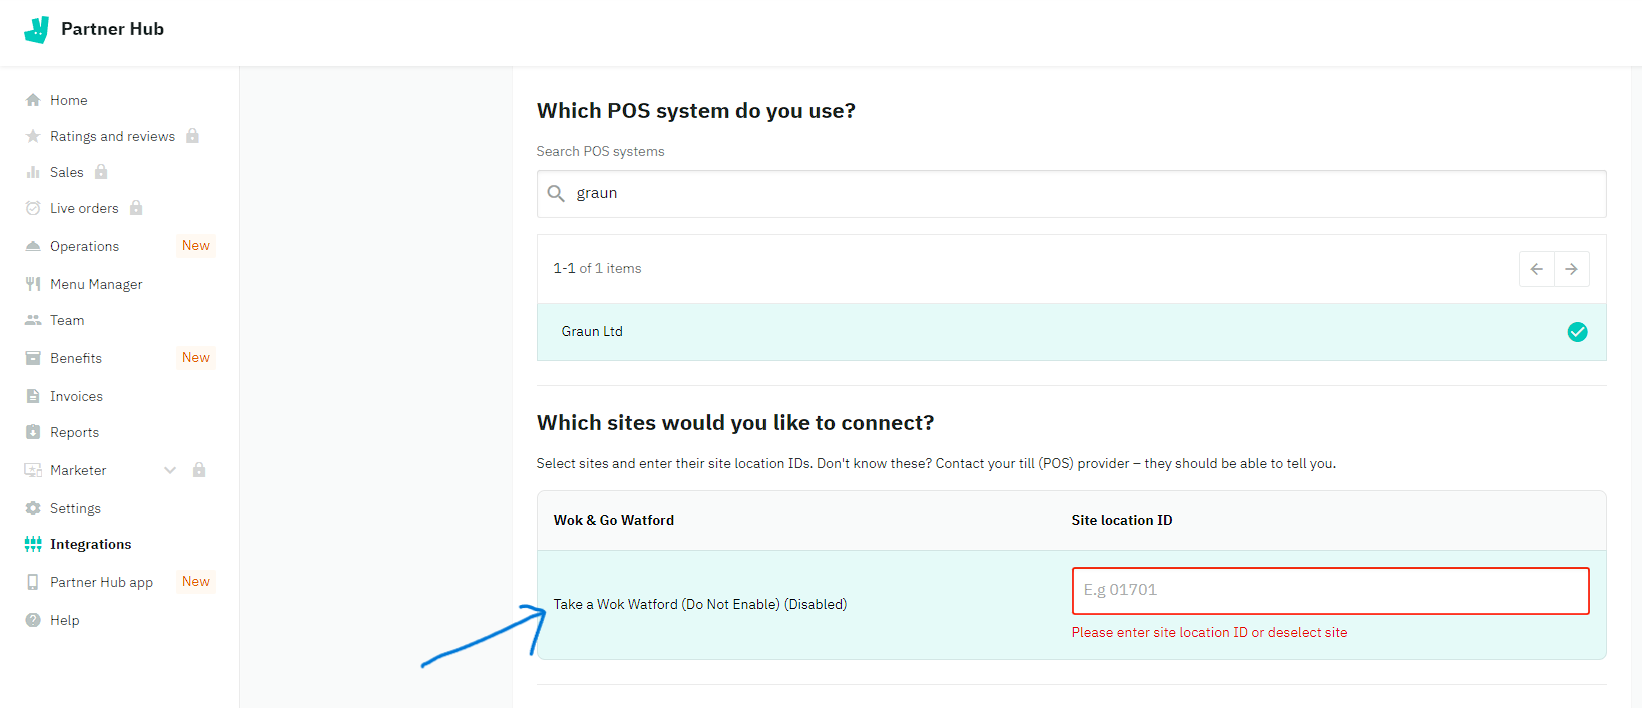 Partner Hub
Home
Ratings and reviews
Sales
Live orders
Operations New
Menu Manager
Team
Benefits New
Invoices
Reports
Marketer
Settings
Integrations
Partner Hub app New
Help
Which POS system do you use?
Search POS systems
graun
1-1 of 1 items
Graun Ltd
Which sites would you like to connect?
Select sites and enter their site location IDs. Don't know these? Contact your till (POS) provider – they should be able to tell you.
Wok & Go Watford Site location ID
Take a Wok Watford (Do Not Enable) (Disabled) E.g 01701
Please enter site location ID or deselect site